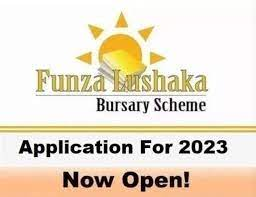 Funza Lushaka
Bursary Scheme
Application For 2023
Now Open!